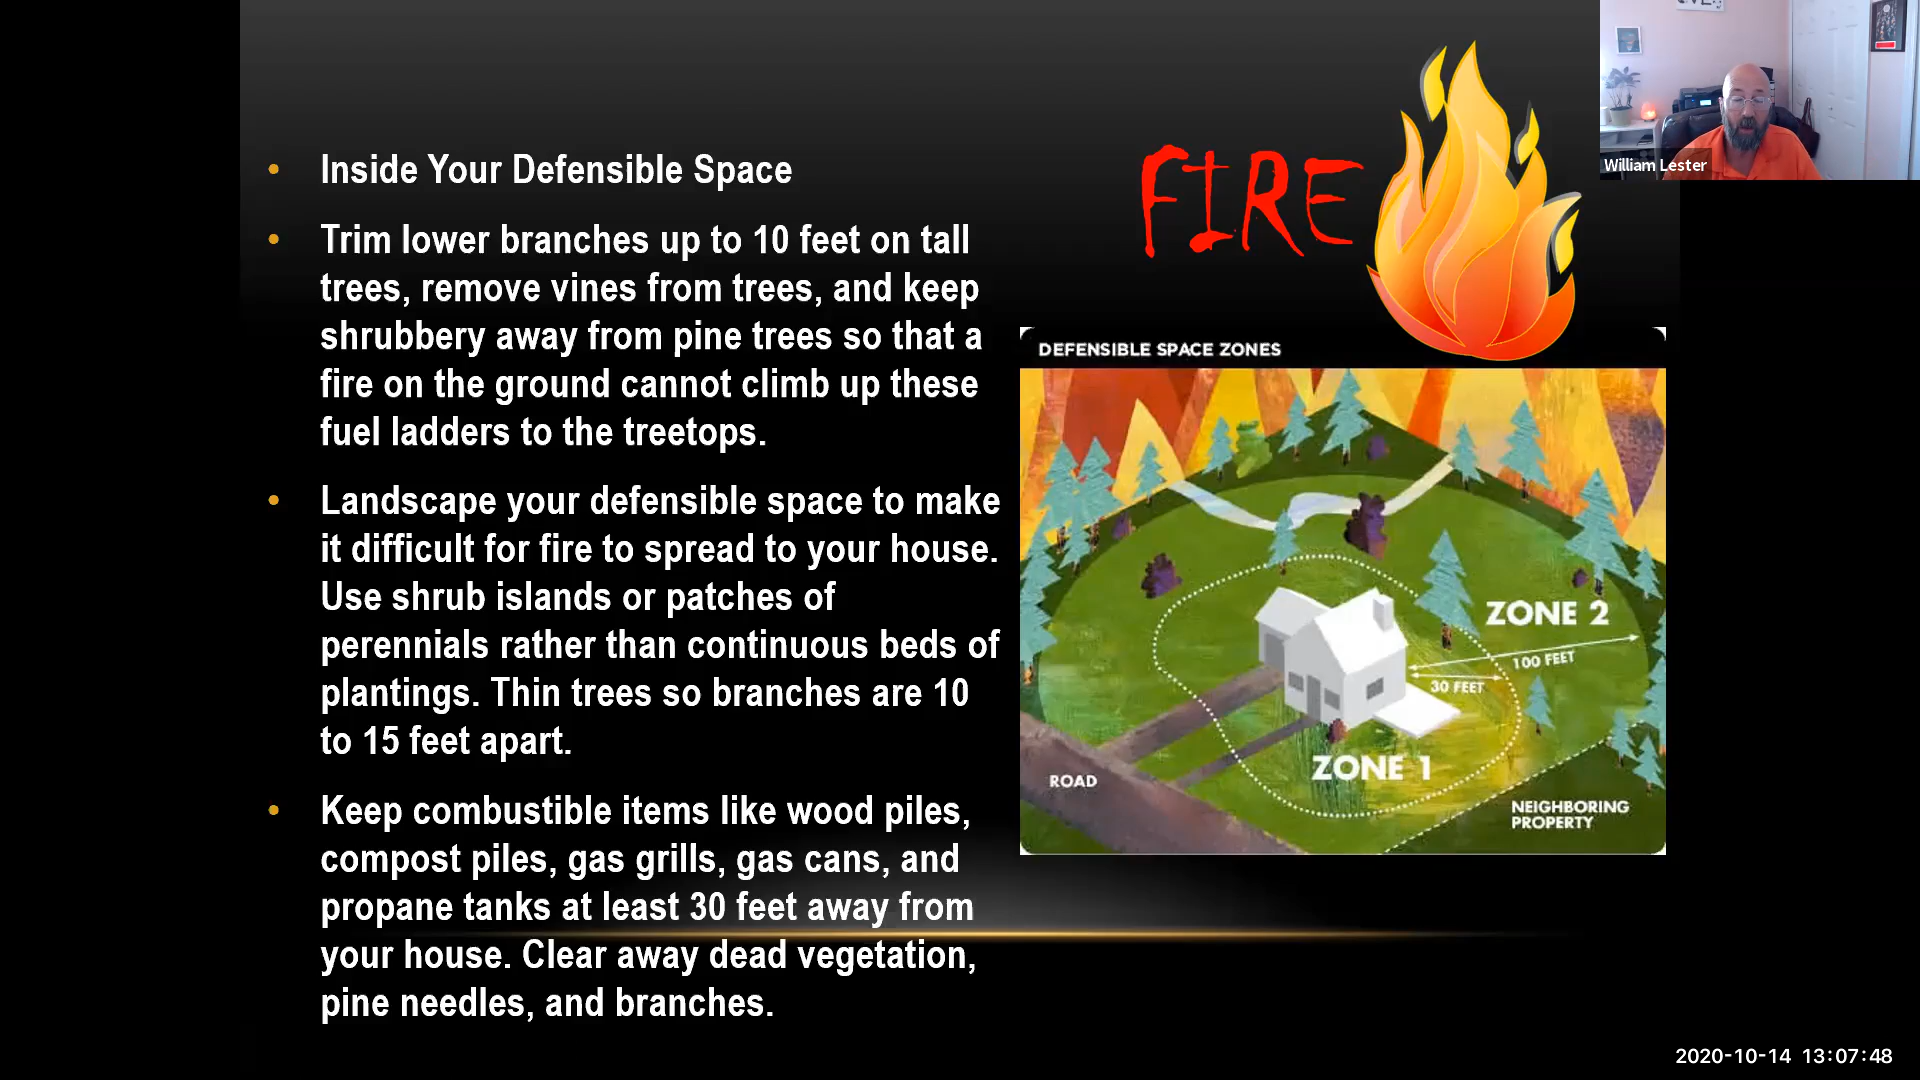 Inside Your Defensible Space
Trim lower branches up to 10 feet on tall
trees, remove vines from trees, and keep
shrubbery away from pine trees so that a
fire on the ground cannot climb up these
fuel ladders to the treetops.
Landscape your defensible space to make
it difficult for fire to spread to your house.
Use shrub islands or patches of
perennials rather than continuous beds of
plantings. Thin trees so branches are 10
to 15 feet apart.
Keep combustible items like wood piles,
compost piles, gas grills, gas cans, and
propane tanks at least 30 feet away from
your house. Clear away dead vegetation,
pine needles, and branches.
FIRE
DEFENSIBLE SPACE ZONES
ZONE 2
100 FEET
30 FEET
ZONE 1
ROAD
NEIGHBORING
PROPERTY
William Lester
2020-10-14 13:07:48